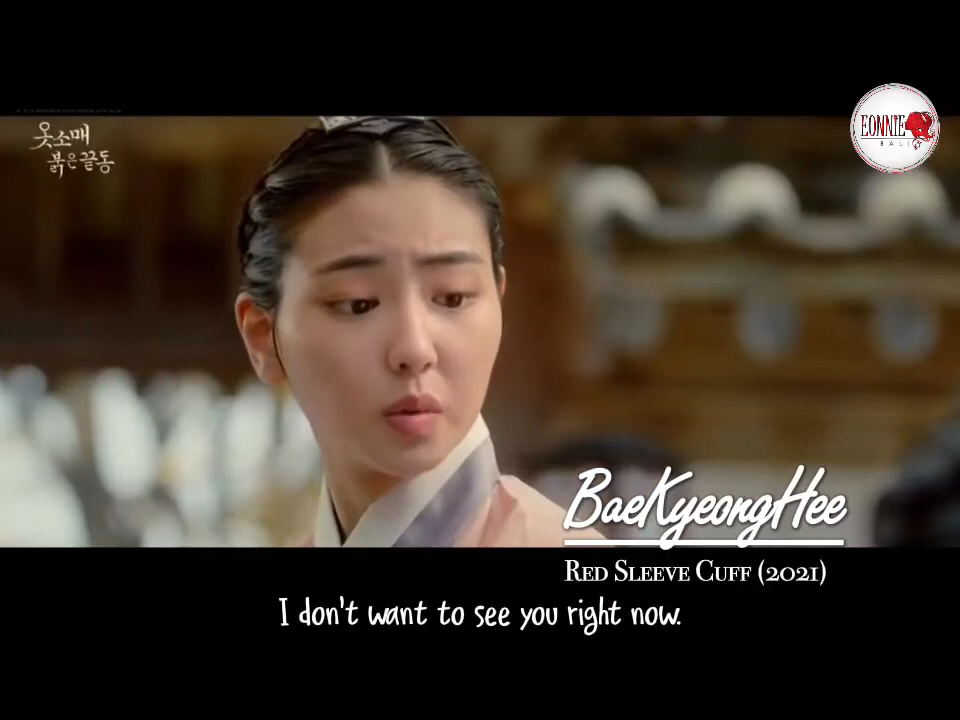 옷소매
붉은 끝동
EONNIE
BALI
BaeKyeongHee
RED SLEEVE CUFF (2021)
I don't want to see you right now.